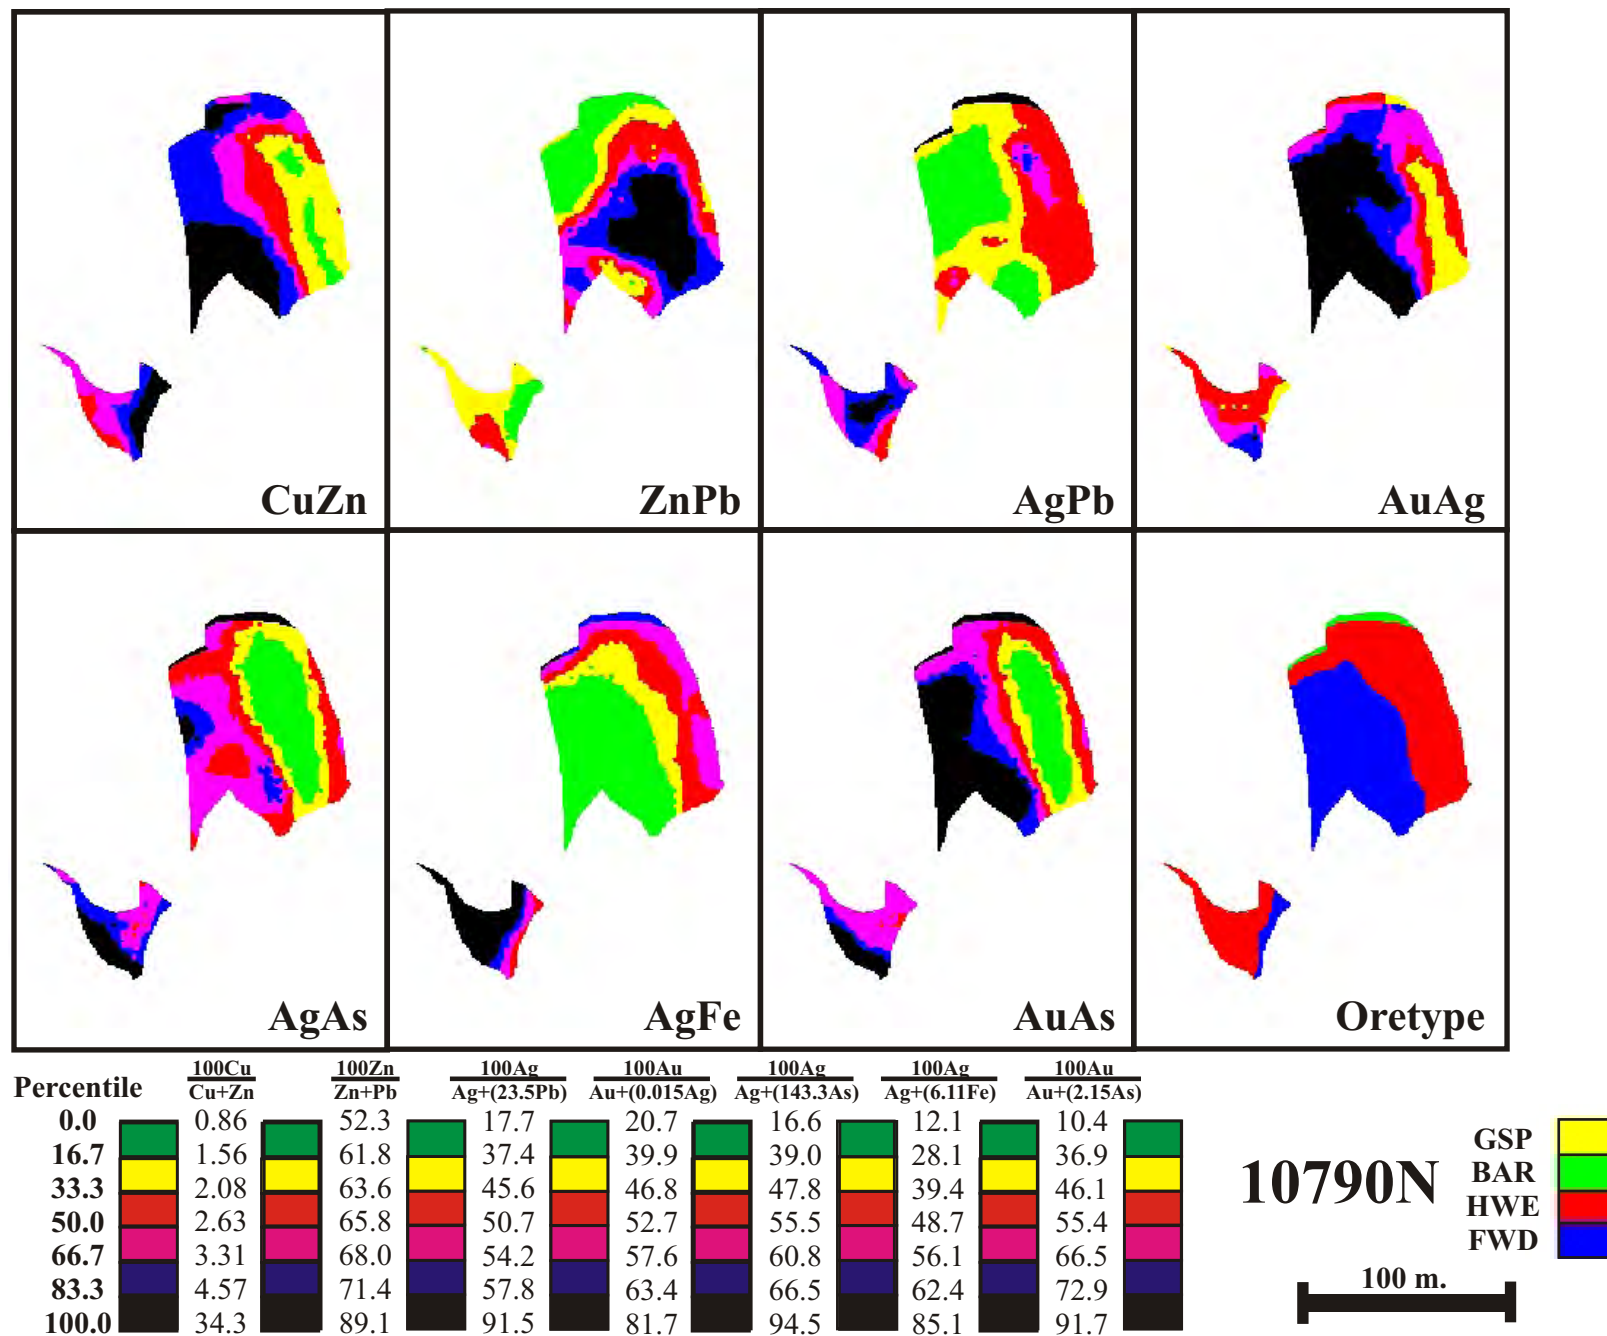 CuZn ZnPb AgPb AuAg
AgAs AgFe AuAs Oretype
Percentile 100Cu 100Zn 100Ag 100Au 100Ag 100Ag 100Au
Cu+Zn Zn+Pb Ag+(23.5Pb) Au+(0.015Ag) Ag+(143.3As) Ag+(6.11Fe) Au+(2.15As)
0.0 0.86 52.3 17.7 20.7 16.6 12.1 10.4
16.7 1.56 61.8 37.4 39.9 39.0 28.1 36.9
33.3 2.08 63.6 45.6 46.8 47.8 39.4 46.1
50.0 2.63 65.8 50.7 52.7 55.5 48.7 55.4
66.7 3.31 68.0 54.2 57.6 60.8 56.1 66.5
83.3 4.57 71.4 57.8 63.4 66.5 62.4 72.9
100.0 34.3 89.1 91.5 81.7 94.5 85.1 91.7
10790N
GSP
BAR
HWE
FWD
100 m.